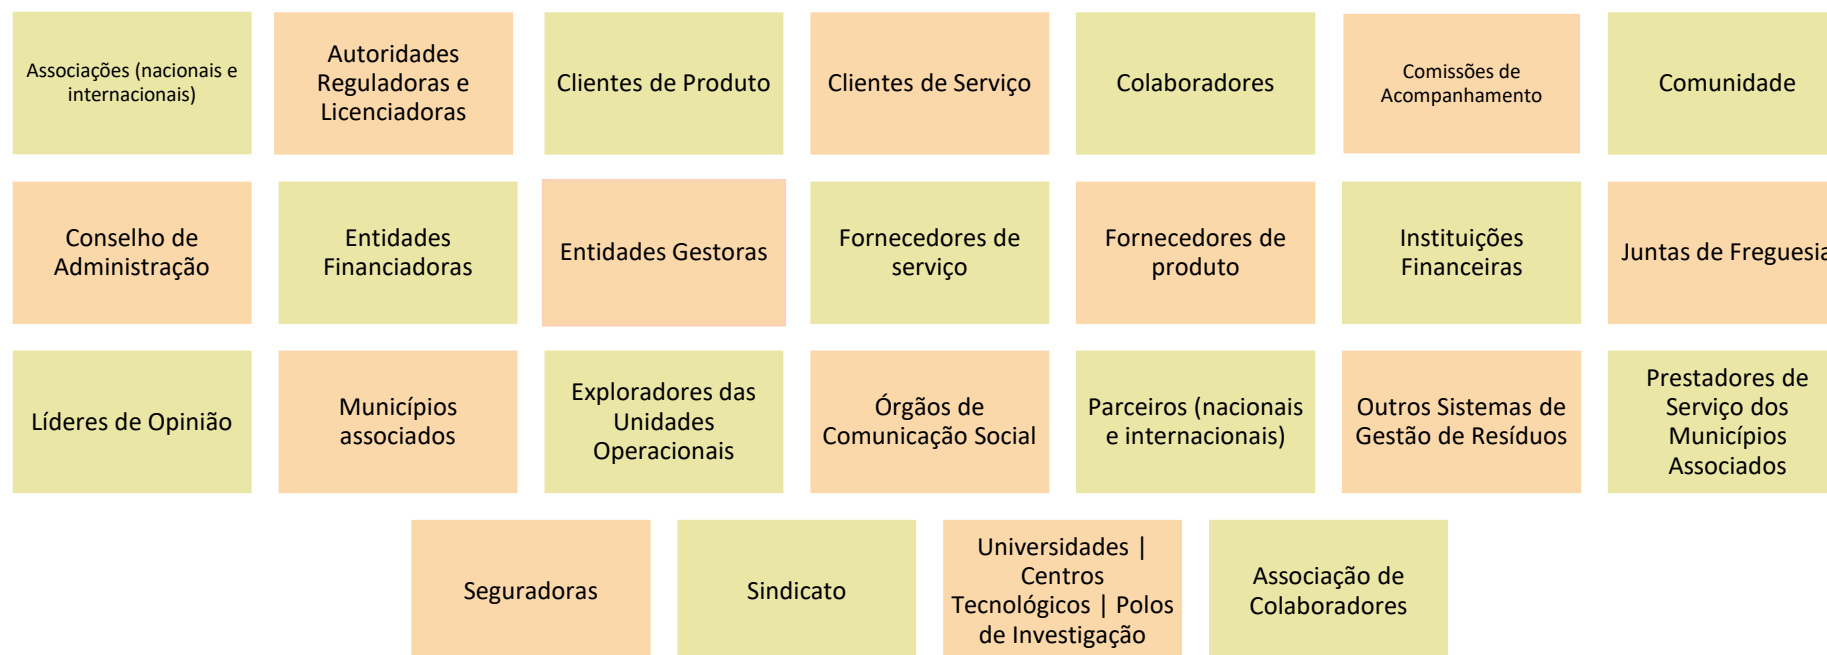 Associações (nacionais e
internacionais)
Autoridades
Reguladoras e
Licenciadoras
Clientes de Produto
Clientes de Serviço
Colaboradores
Comissões de
Acompanhamento
Comunidade
Conselho de
Administração
Entidades
Financiadoras
Entidades Gestoras
Fornecedores de
serviço
Fornecedores de
produto
Instituições
Financeiras
Juntas de Freguesia
Líderes de Opinião
Municípios
associados
Exploradores das
Unidades
Operacionais
Órgãos de
Comunicação Social
Parceiros (nacionais
e internacionais)
Outros Sistemas de
Gestão de Resíduos
Prestadores de
Serviço dos
Municípios
Associados
Seguradoras
Sindicato
Universidades |
Centros
Tecnológicos | Polos
de Investigação
Associação de
Colaboradores